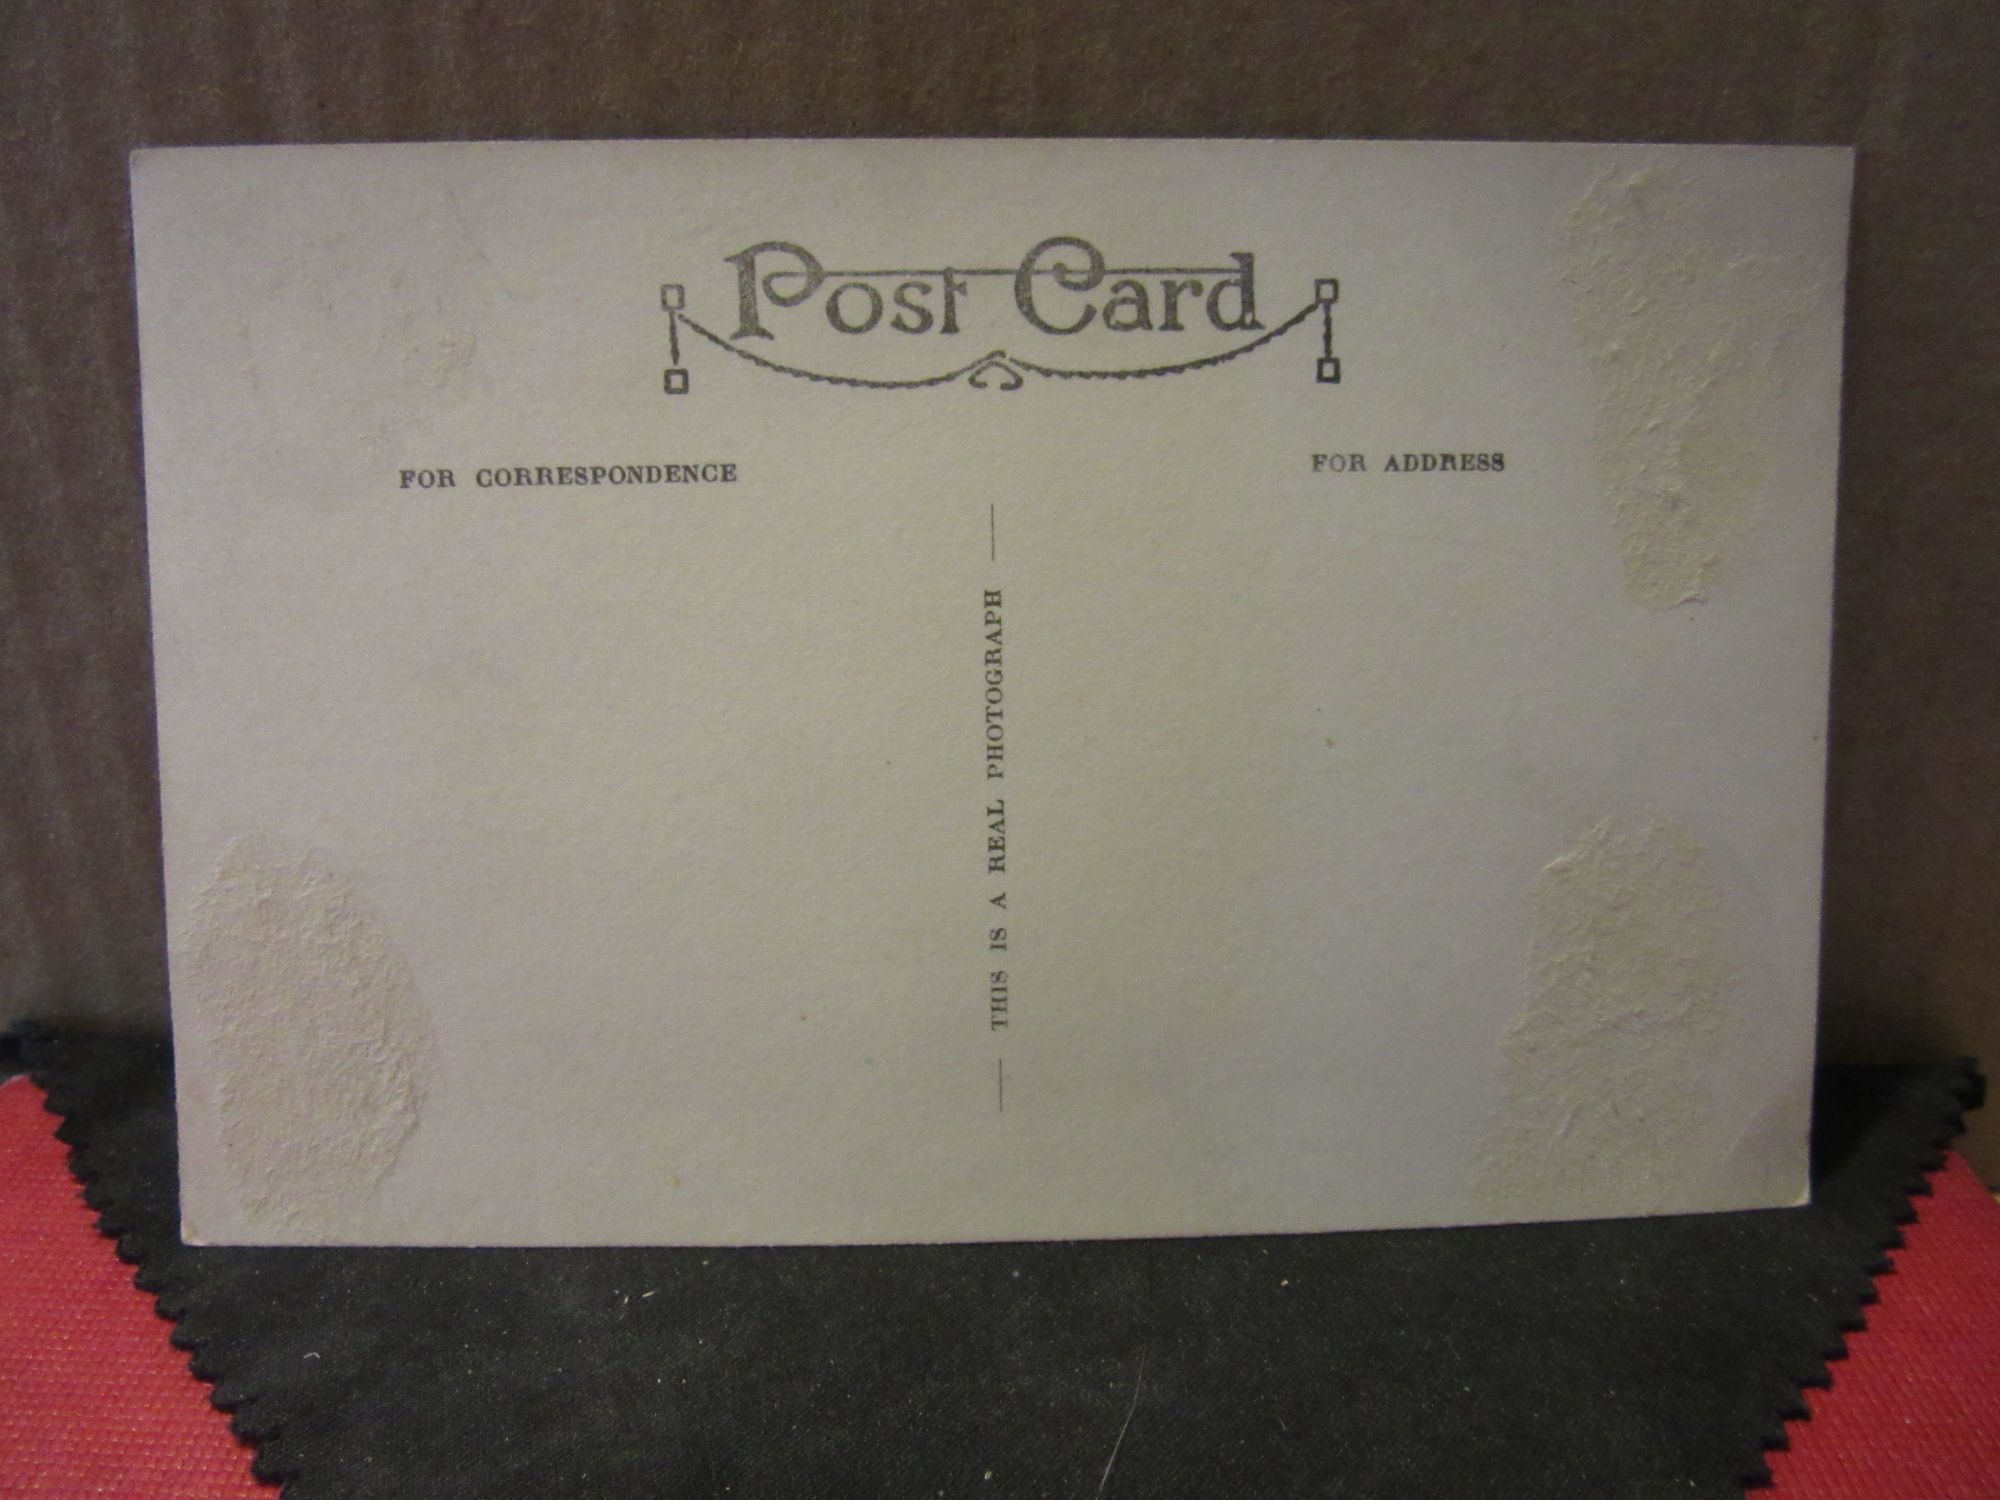 Post Card
FOR CORRESPONDENCE
FOR ADDRESS
THIS IS A REAL PHOTOGRAPH